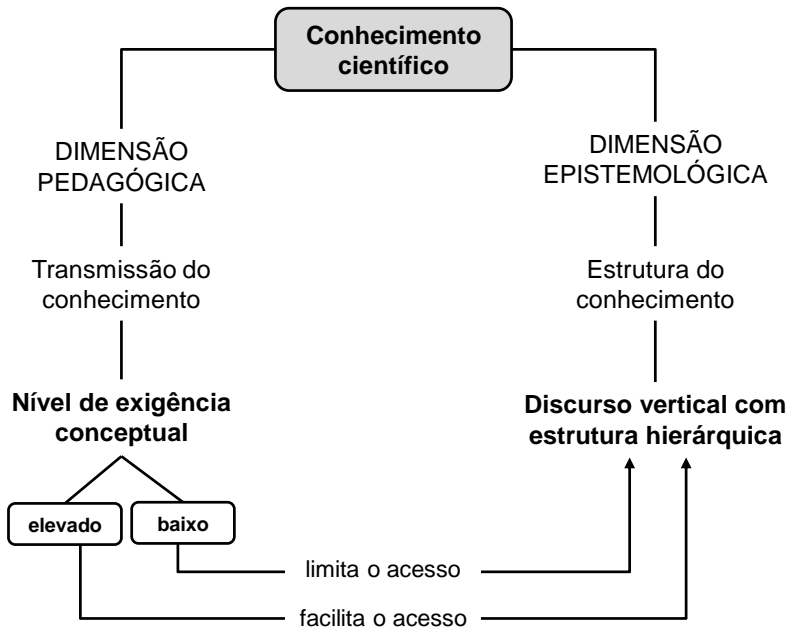 Conhecimento
científico
DIMENSÃO
PEDAGÓGICA
DIMENSÃO
EPISTEMOLÓGICA
Transmissão do
conhecimento
Estrutura do
conhecimento
Nível de exigência
conceptual
Discurso vertical com
estrutura hierárquica
elevado
baixo
limita o acesso
facilita o acesso